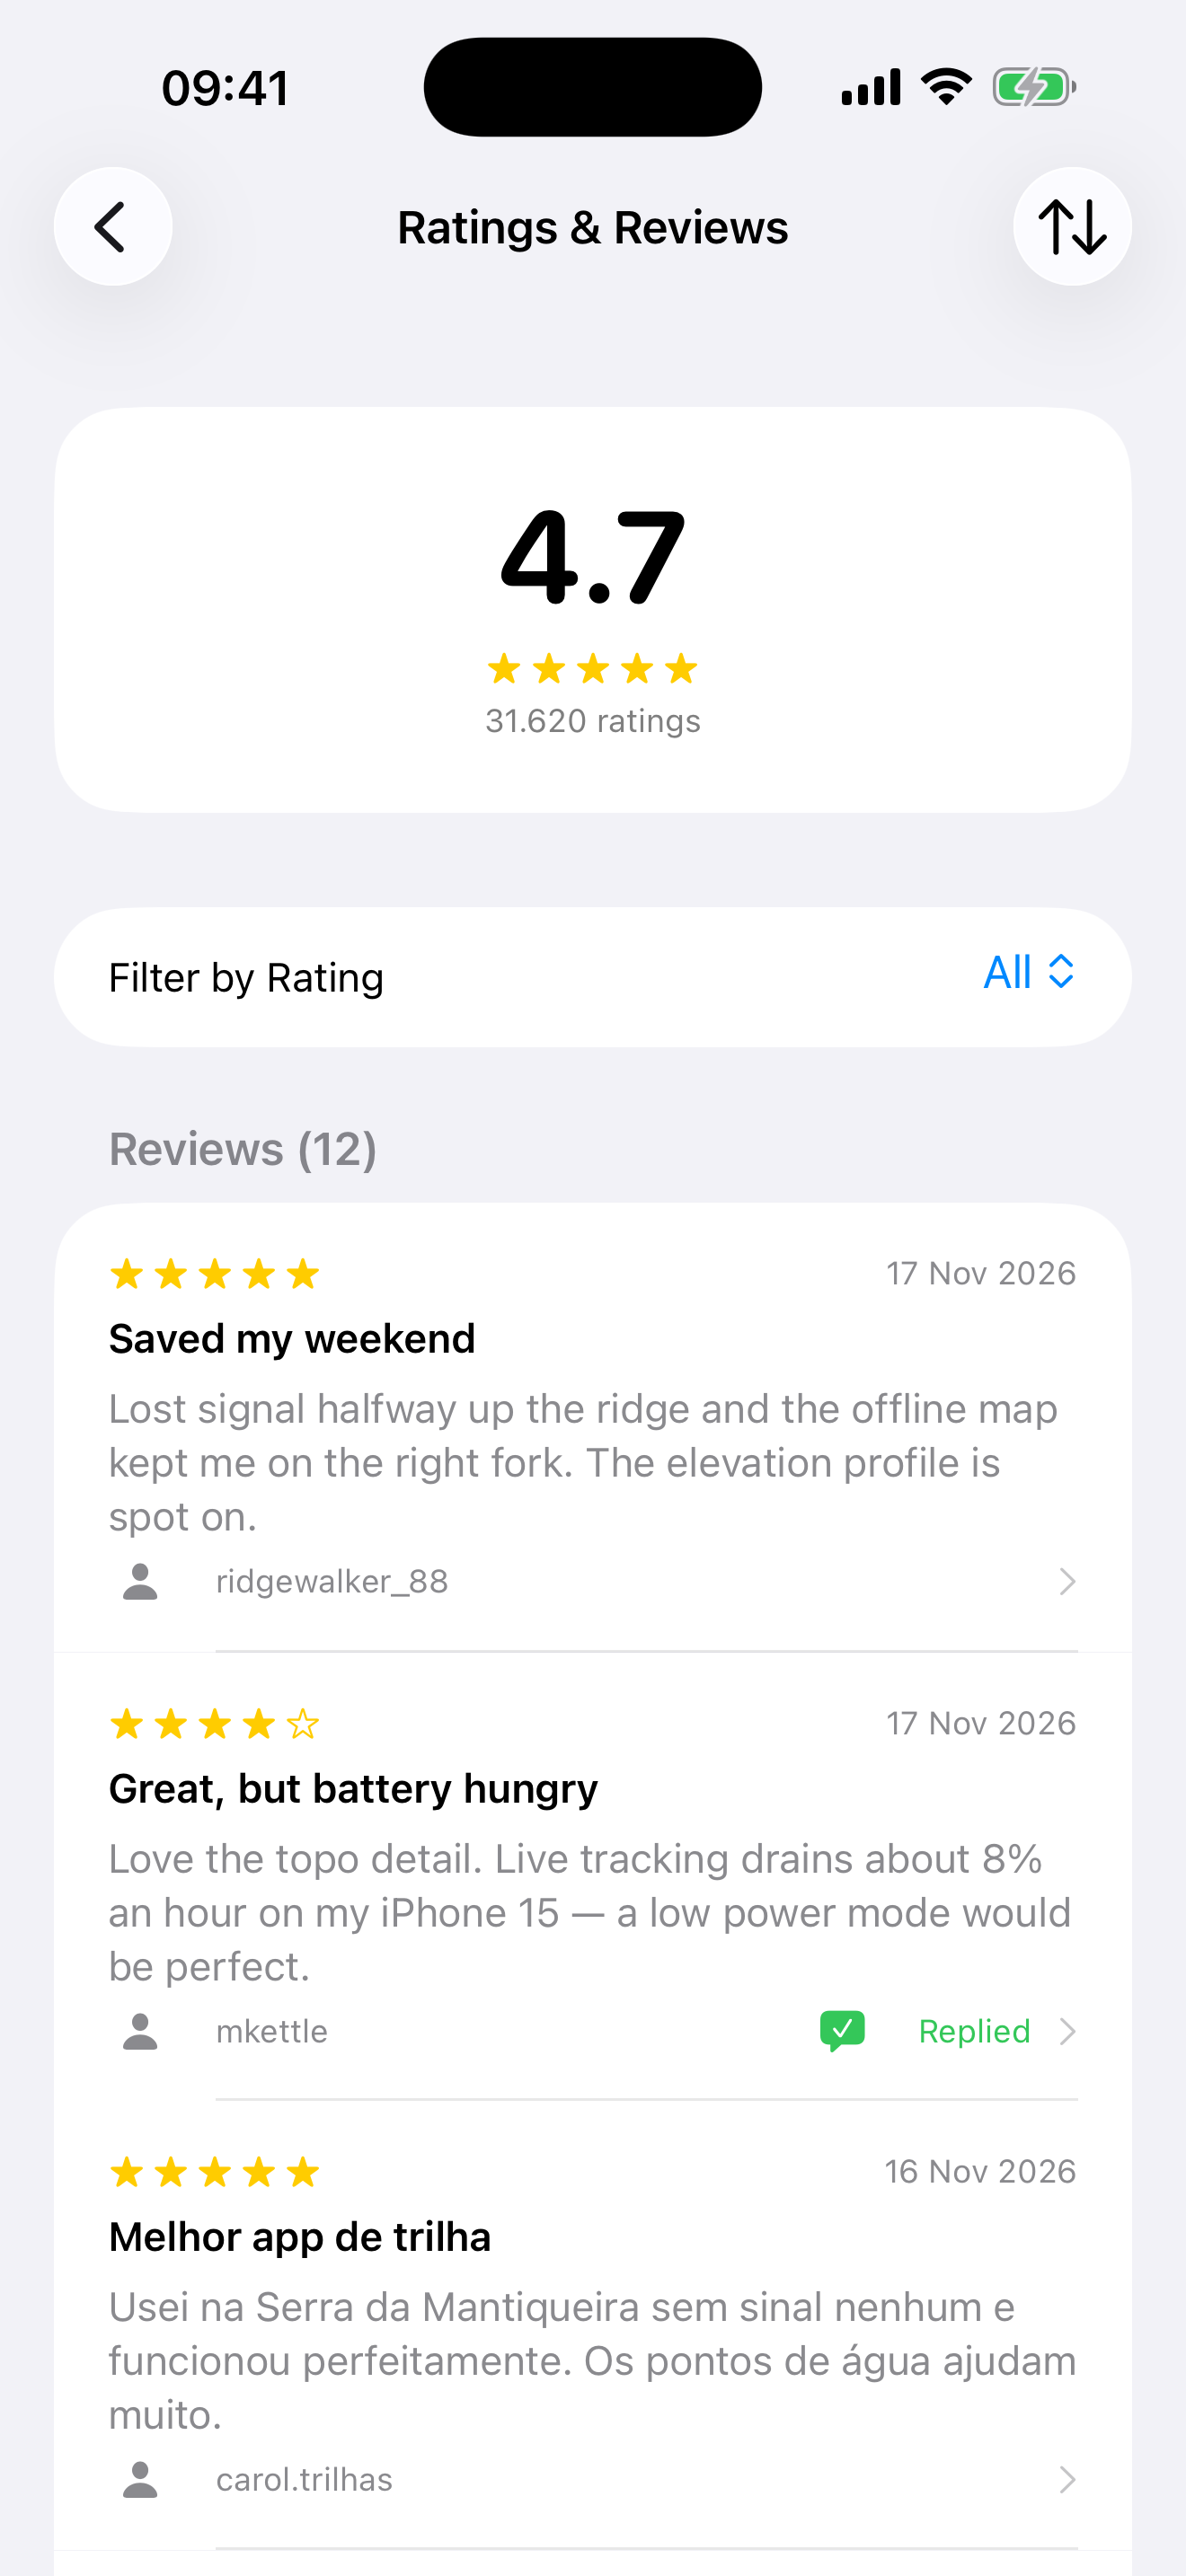 09:41
Ratings & Reviews
4.7
31.620 ratings
Filter by Rating
All
Reviews (12)
17 Nov 2026
Saved my weekend
Lost signal halfway up the ridge and the offline map
kept me on the right fork. The elevation profile is
spot on.
ridgewalker_88
17 Nov 2026
Great, but battery hungry
Love the topo detail. Live tracking drains about 8%
an hour on my iPhone 15 — a low power mode would
be perfect.
mkettle
Replied
16 Nov 2026
Melhor app de trilha
Usei na Serra da Mantiqueira sem sinal nenhum e
funcionou perfeitamente. Os pontos de água ajudam
muito.
carol.trilhas